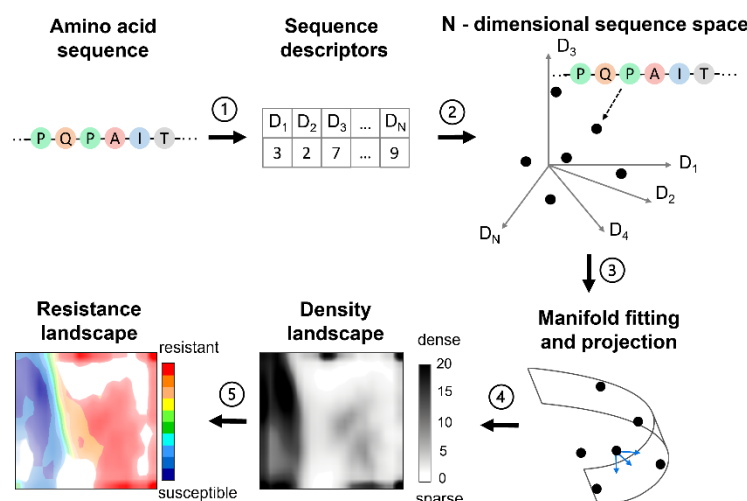 Amino acid
sequence
Sequence
descriptors
N - dimensional sequence space
··· P Q P A I T ···
1
D1 D2 D3 ... DN
3 2 7 ... 9
2
D3
··· P Q P A I T ···
D1
D2
D4
DN
3
Resistance
landscape
resistant
susceptible
5
Density
landscape
dense
20
15
10
5
0
sparse
4
Manifold fitting
and projection